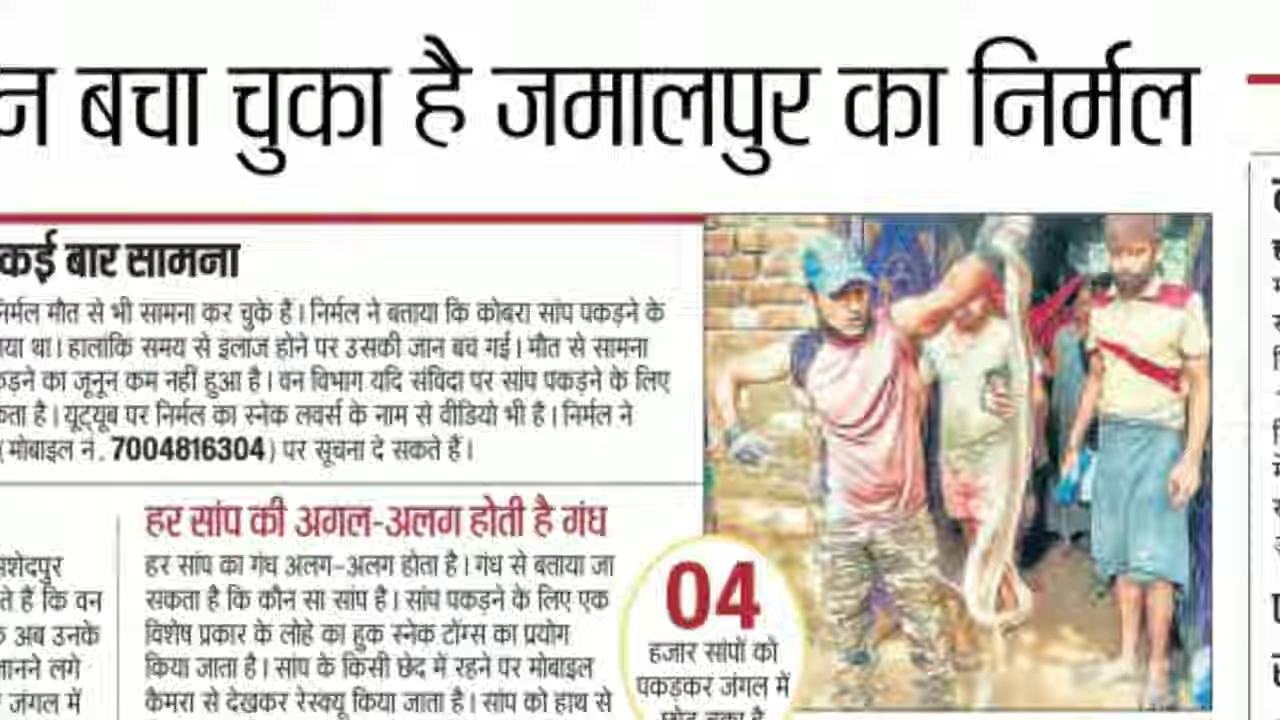 न बचा चुका है जमालपुर का निर्मल
कई बार सामना
निर्मल मौत से भी सामना कर चुके हैं। निर्मल ने बताया कि कोबरा सांप पकड़ने के
या था। हालांकि समय से इलाज होने पर उसकी जान बच गई। मौत से सामना
कड़ने का जूनून कम नहीं हुआ है। वन विभाग यदि संविदा पर सांप पकड़ने के लिए
कता है। यूट्यूब पर निर्मल का स्नेक लवर्स के नाम से वीडियो भी है। निर्मल ने
( मोबाइल नं. 7004816304) पर सूचना दे सकते हैं।
मशेदपुर
ते हैं कि वन
क अब उनके
जानने लगे
जंगल में
हर सांप की अगल-अलग होती है गंध
हर सांप का गंध अलग-अलग होता है। गंध से बताया जा
सकता है कि कौन सा सांप है। सांप पकड़ने के लिए एक
विशेष प्रकार के लोहे का हुक स्नेक टोंग्स का प्रयोग
किया जाता है। सांप के किसी छेद में रहने पर मोबाइल
कैमरा से देखकर रेस्क्यू किया जाता है। सांप को हाथ से
04
हजार सांपों को
पकड़कर जंगल में
छोड़ चुका है